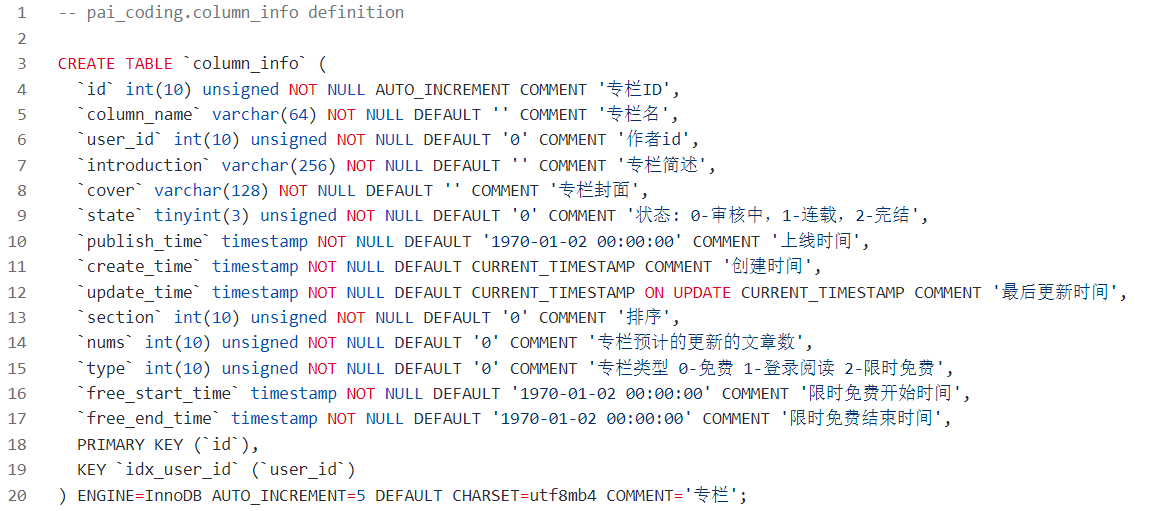 1 -- pai_coding.column_info definition
2
3 CREATE TABLE `column_info` (
4 `id` int(10) unsigned NOT NULL AUTO_INCREMENT COMMENT '专栏ID',
5 `column_name` varchar(64) NOT NULL DEFAULT '' COMMENT '专栏名',
6 `user_id` int(10) unsigned NOT NULL DEFAULT '0' COMMENT '作者id',
7 `introduction` varchar(256) NOT NULL DEFAULT '' COMMENT '专栏简述',
8 `cover` varchar(128) NOT NULL DEFAULT '' COMMENT '专栏封面',
9 `state` tinyint(3) unsigned NOT NULL DEFAULT '0' COMMENT '状态: 0-审核中，1-连载，2-完结',
10 `publish_time` timestamp NOT NULL DEFAULT '1970-01-02 00:00:00' COMMENT '上线时间',
11 `create_time` timestamp NOT NULL DEFAULT CURRENT_TIMESTAMP COMMENT '创建时间',
12 `update_time` timestamp NOT NULL DEFAULT CURRENT_TIMESTAMP ON UPDATE CURRENT_TIMESTAMP COMMENT '最后更新时间',
13 `section` int(10) unsigned NOT NULL DEFAULT '0' COMMENT '排序',
14 `nums` int(10) unsigned NOT NULL DEFAULT '0' COMMENT '专栏预计的更新的文章数',
15 `type` int(10) unsigned NOT NULL DEFAULT '0' COMMENT '专栏类型 0-免费 1-登录阅读 2-限时免费',
16 `free_start_time` timestamp NOT NULL DEFAULT '1970-01-02 00:00:00' COMMENT '限时免费开始时间',
17 `free_end_time` timestamp NOT NULL DEFAULT '1970-01-02 00:00:00' COMMENT '限时免费结束时间',
18 PRIMARY KEY (`id`),
19 KEY `idx_user_id` (`user_id`)
20 ) ENGINE=InnoDB AUTO_INCREMENT=5 DEFAULT CHARSET=utf8mb4 COMMENT='专栏';